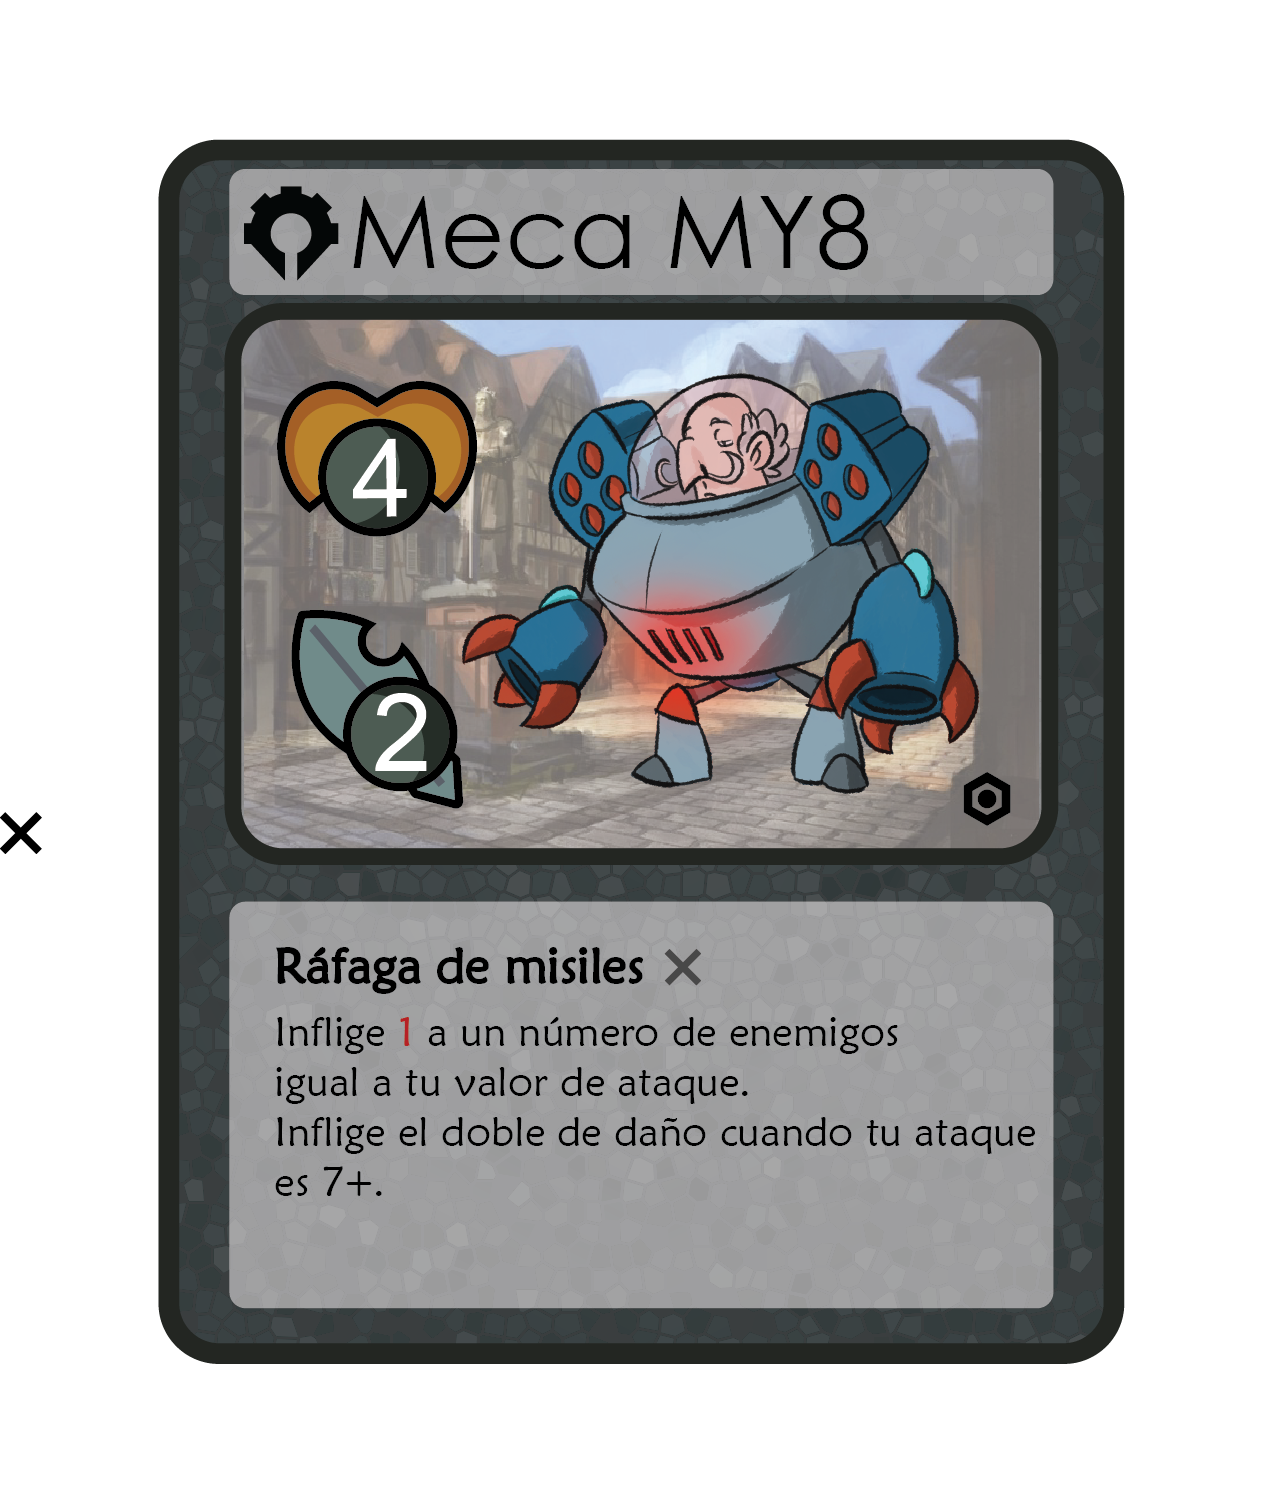 Meca MY8
4
2
Ráfaga de misiles
Inflige 1 a un número de enemigos
igual a tu valor de ataque.
Inflige el doble de daño cuando tu ataque
es 7+.